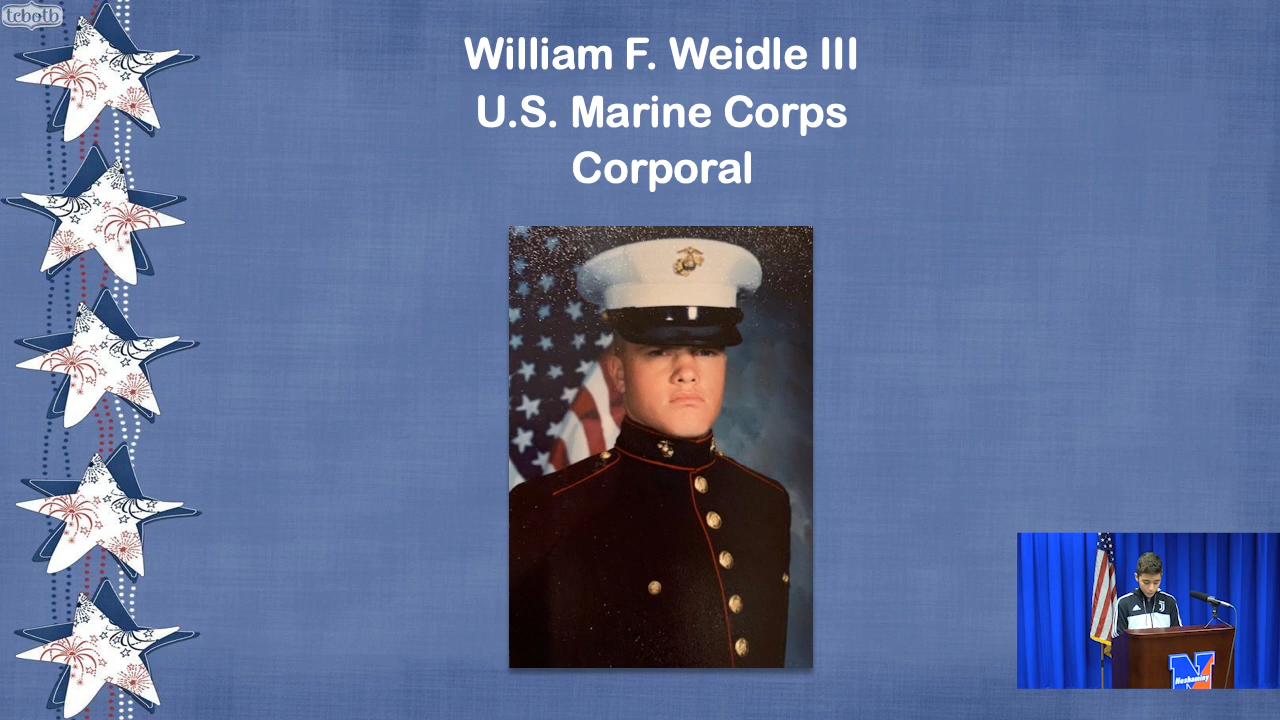 tcbotb
William F. Weidle III
U.S. Marine Corps
Corporal
N
Neshaminy